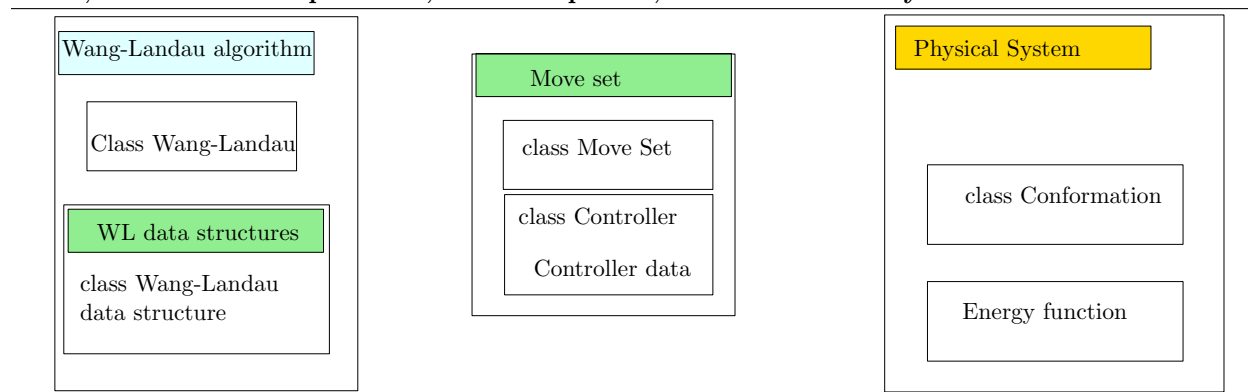 Wang-Landau algorithm
Class Wang-Landau
WL data structures
class Wang-Landau
data structure
Move set
class Move Set
class Controller
Controller data
Physical System
class Conformation
Energy function